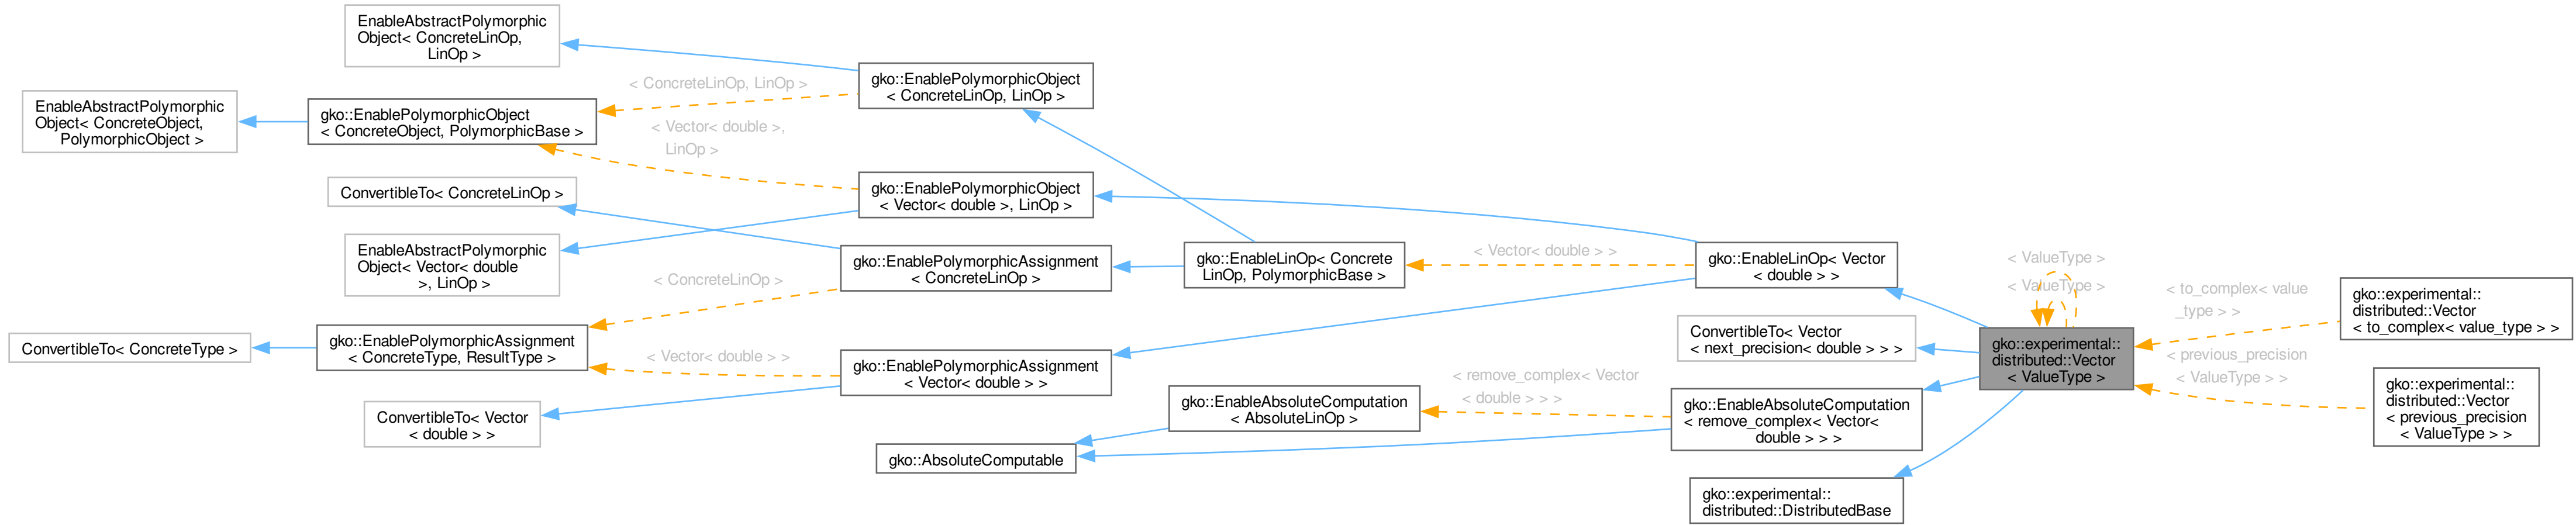 EnableAbstractPolymorphic
Object< ConcreteObject,
PolymorphicObject >
ConvertibleTo< ConcreteType >
EnableAbstractPolymorphic
Object< ConcreteLinOp,
LinOp >
gko::EnablePolymorphicObject
< ConcreteObject, PolymorphicBase >
ConvertibleTo< ConcreteLinOp >
EnableAbstractPolymorphic
Object< Vector< double
>, LinOp >
gko::EnablePolymorphicAssignment
< ConcreteType, ResultType >
ConvertibleTo< Vector
< double > >
< ConcreteLinOp, LinOp >
< Vector< double >,
LinOp >
< ConcreteLinOp >
< Vector< double > >
gko::EnablePolymorphicObject
< ConcreteLinOp, LinOp >
gko::EnablePolymorphicObject
< Vector< double >, LinOp >
gko::EnablePolymorphicAssignment
< ConcreteLinOp >
gko::EnablePolymorphicAssignment
< Vector< double > >
gko::AbsoluteComputable
gko::EnableLinOp< Concrete
LinOp, PolymorphicBase >
gko::EnableAbsoluteComputation
< AbsoluteLinOp >
< Vector< double > >
< remove_complex< Vector
< double > > >
gko::EnableLinOp< Vector
< double > >
ConvertibleTo< Vector
< next_precision< double > > >
gko::EnableAbsoluteComputation
< remove_complex< Vector<
double > > >
gko::experimental::
distributed::DistributedBase
< ValueType >
< ValueType >
gko::experimental::
distributed::Vector
< ValueType >
< to_complex< value
_type > >
< previous_precision
< ValueType > >
gko::experimental::
distributed::Vector
< to_complex< value_type > >
gko::experimental::
distributed::Vector
< previous_precision
< ValueType > >